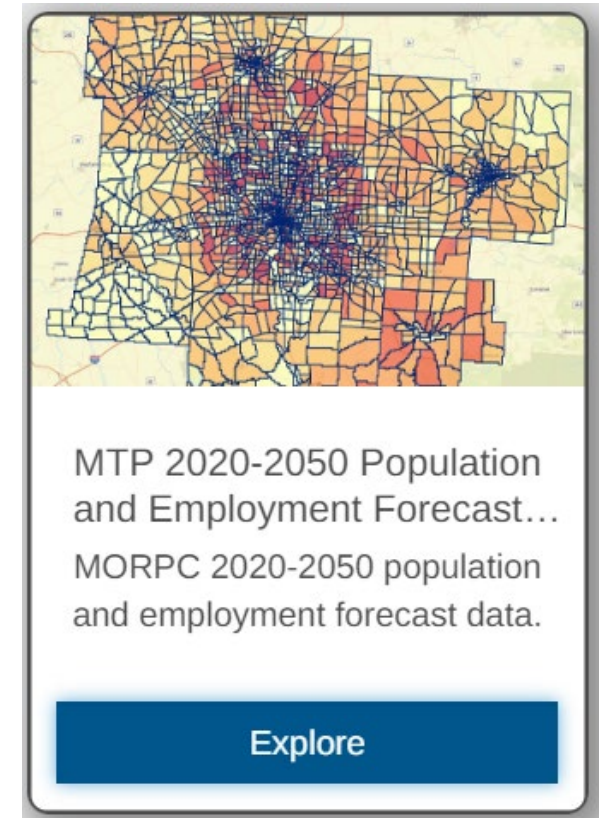 MTP 2020-2050 Population
and Employment Forecast…
MORPC 2020-2050 population
and employment forecast data.
Explore